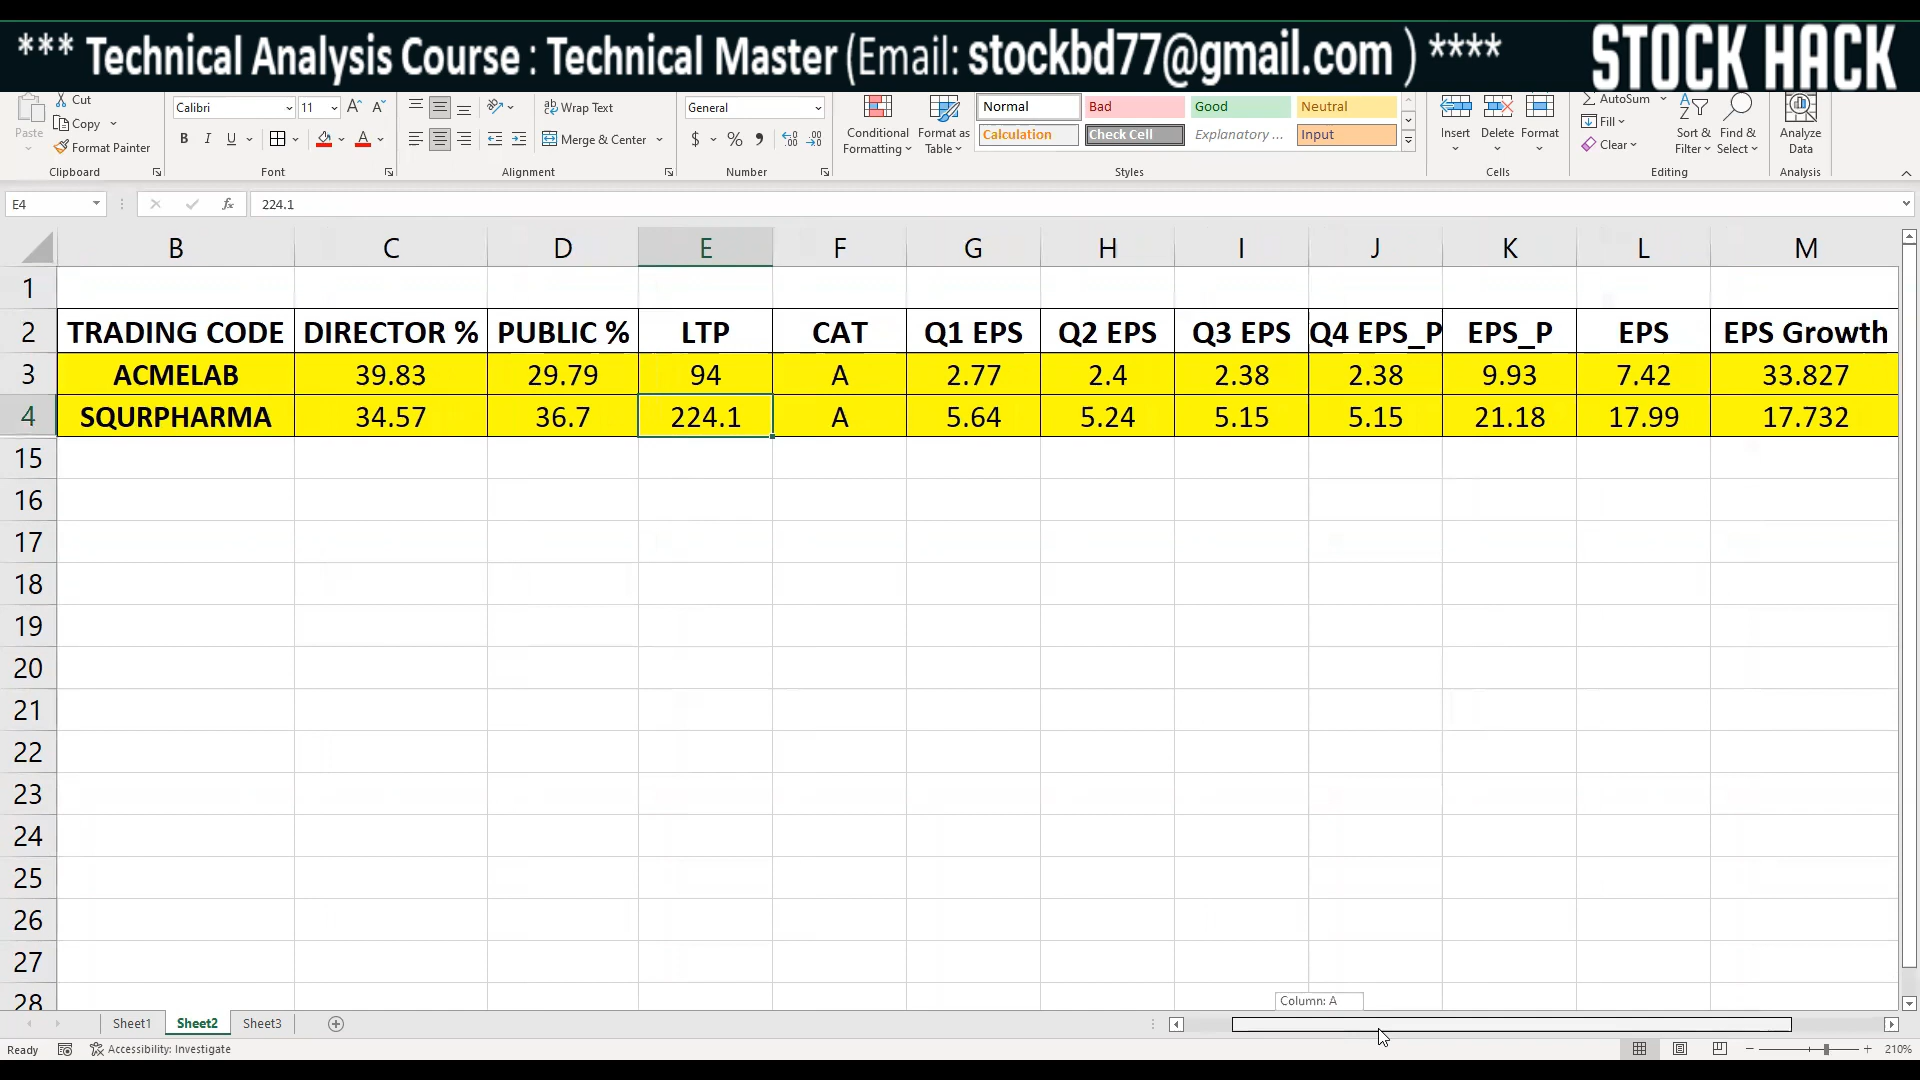 *** Technical Analysis Course : Technical Master (Email: stockbd77@gmail.com ) ****
STOCK HACK
Paste
Cut
Copy
Format Painter
Clipboard
Calibri
11
B I U
Font
Wrap Text
Merge & Center
Alignment
General
$ % ,
Number
Conditional Formatting
Format as Table
Normal
Bad
Good
Neutral
Calculation
Check Cell
Explanatory ...
Input
Styles
Insert
Delete
Format
Cells
AutoSum
Fill
Clear
Sort & Filter
Find & Select
Editing
Analyze Data
Analysis
E4
fx
224.1
B C D E F G H I J K L M
1
2 TRADING CODE DIRECTOR % PUBLIC % LTP CAT Q1 EPS Q2 EPS Q3 EPS Q4 EPS_P EPS_P EPS EPS Growth
3 ACMELAB 39.83 29.79 94 A 2.77 2.4 2.38 2.38 9.93 7.42 33.827
4 SQURPHARMA 34.57 36.7 224.1 A 5.64 5.24 5.15 5.15 21.18 17.99 17.732
15
16
17
18
19
20
21
22
23
24
25
26
27
28
Column: A
Sheet1 Sheet2 Sheet3
Ready
Accessibility: Investigate
210%